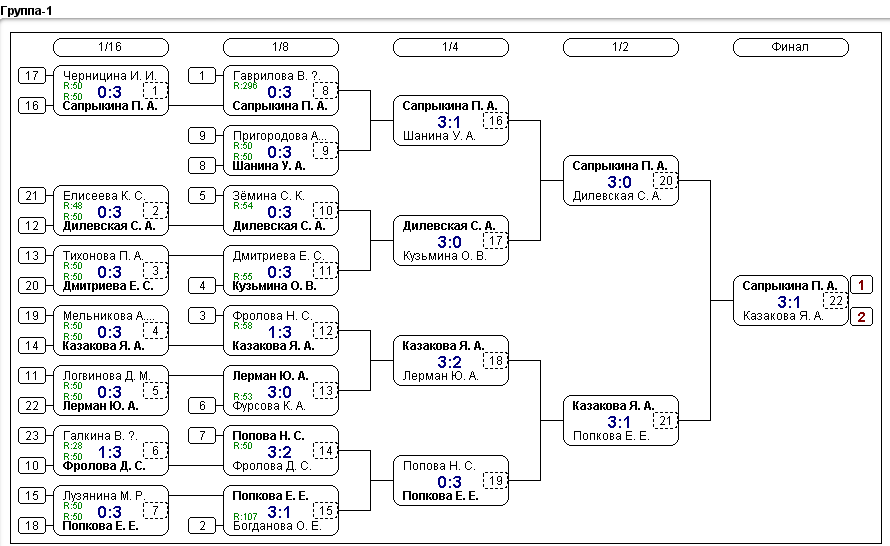 Группа-1
1/16
1/8
1/4
1/2
Финал
17
Черницина И. И.
R:50
0:3
1
R:50
16
Сапрыкина П. А.
21
Елисеева К. С.
R:48
0:3
2
R:50
12
Дилевская С. А.
13
Тихонова П. А.
R:50
0:3
3
R:50
20
Дмитриева Е. С.
19
Мельникова А....
R:50
0:3
4
R:50
14
Казакова Я. А.
11
Логвинова Д. М.
R:50
0:3
5
R:50
22
Лерман Ю. А.
23
Галкина В. ?.
R:28
1:3
6
R:50
10
Фролова Д. С.
15
Лузянина М. Р.
R:50
0:3
7
R:50
18
Попкова Е. Е.
1
Гаврилова В. ?.
R:296
0:3
8
Сапрыкина П. А.
9
Пригородова А...
R:50
0:3
9
R:50
8
Шанина У. А.
5
Зёмина С. К.
R:54
0:3
10
Дилевская С. А.
Дмитриева Е. С.
0:3
11
R:55
4
Кузьмина О. В.
3
Фролова Н. С.
R:58
1:3
12
Казакова Я. А.
Лерман Ю. А.
3:0
13
R:53
6
Фурсова К. А.
7
Попова Н. С.
R:50
3:2
14
Фролова Д. С.
Попкова Е. Е.
3:1
15
R:107
2
Богданова О. Е.
Сапрыкина П. А.
3:1
16
Шанина У. А.
Дилевская С. А.
3:0
17
Кузьмина О. В.
Казакова Я. А.
3:2
18
Лерман Ю. А.
Попова Н. С.
0:3
19
Попкова Е. Е.
Сапрыкина П. А.
3:0
20
Дилевская С. А.
Казакова Я. А.
3:1
21
Попкова Е. Е.
Сапрыкина П. А.
1
3:1
22
Казакова Я. А.
2